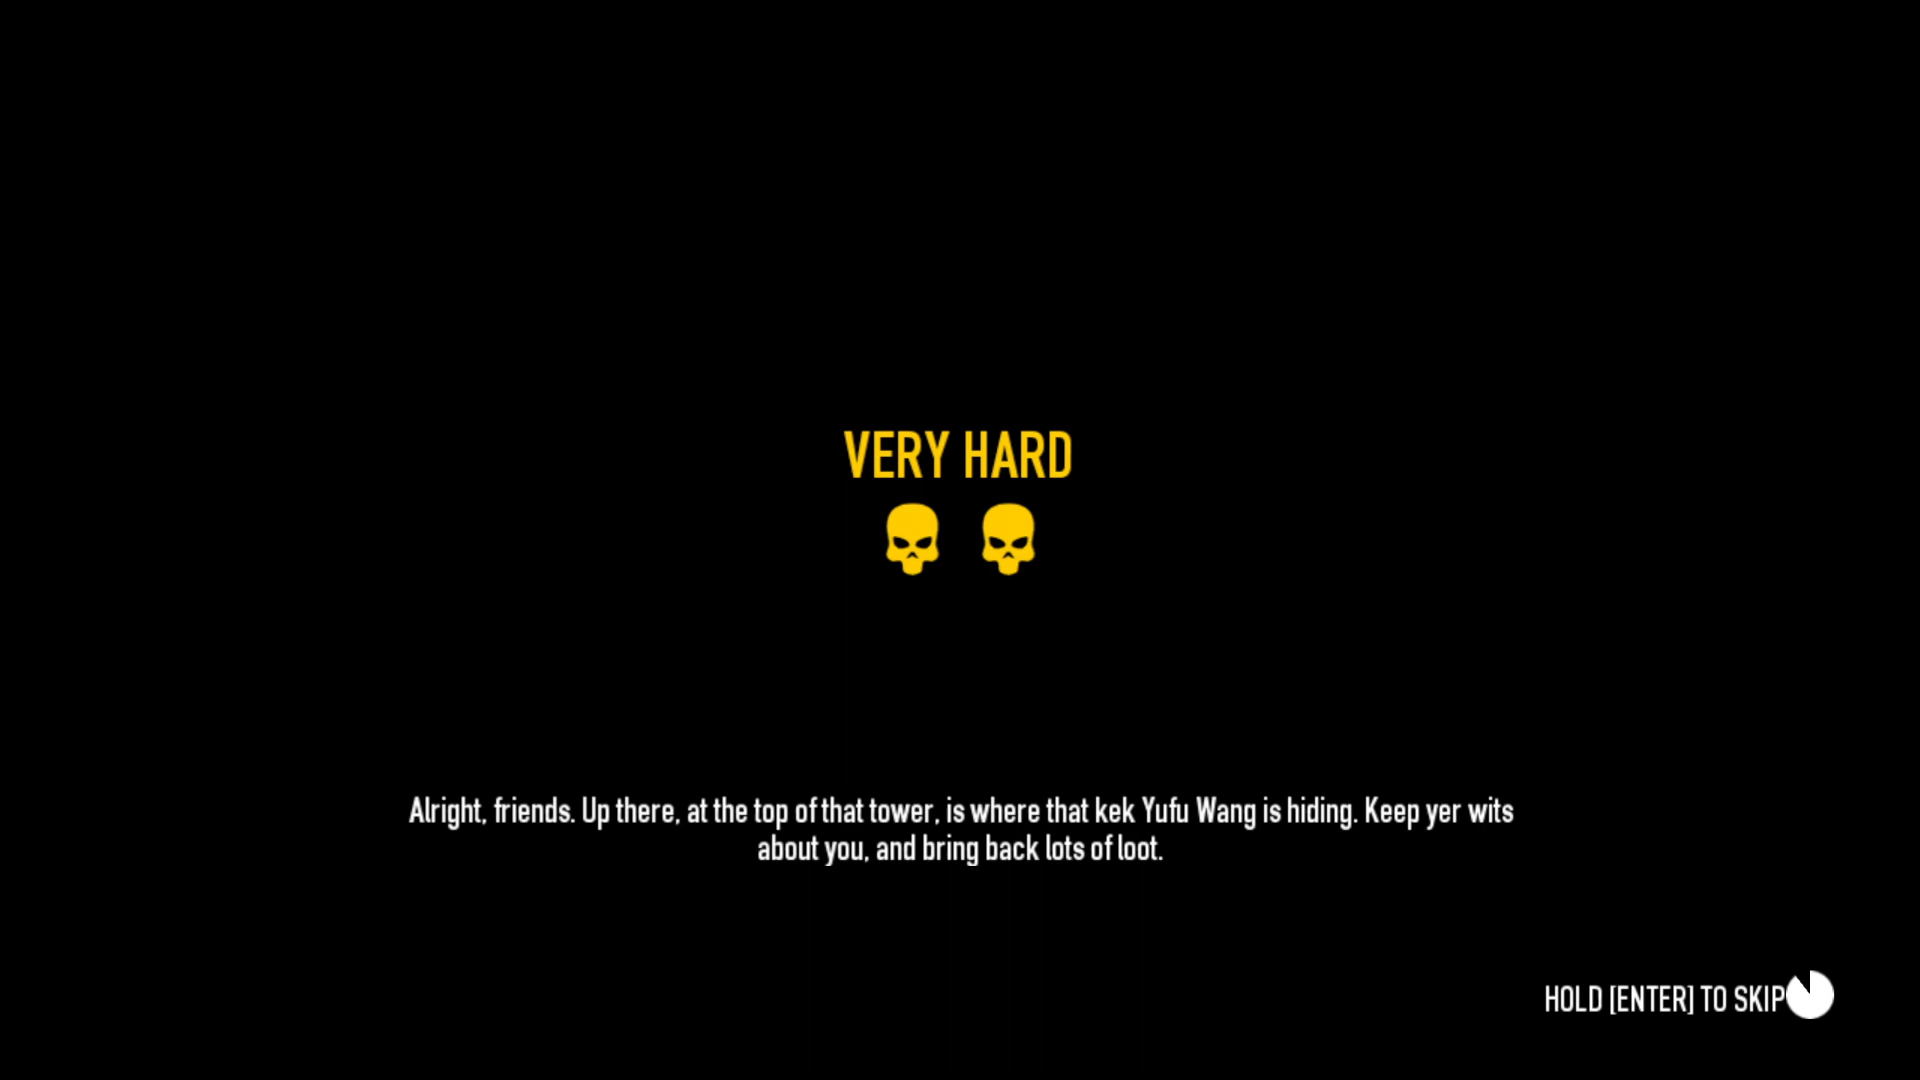 VERY HARD
Alright, friends. Up there, at the top of that tower, is where that kek Yufu Wang is hiding. Keep yer wits
about you, and bring back lots of loot.
HOLD [ENTER] TO SKIP